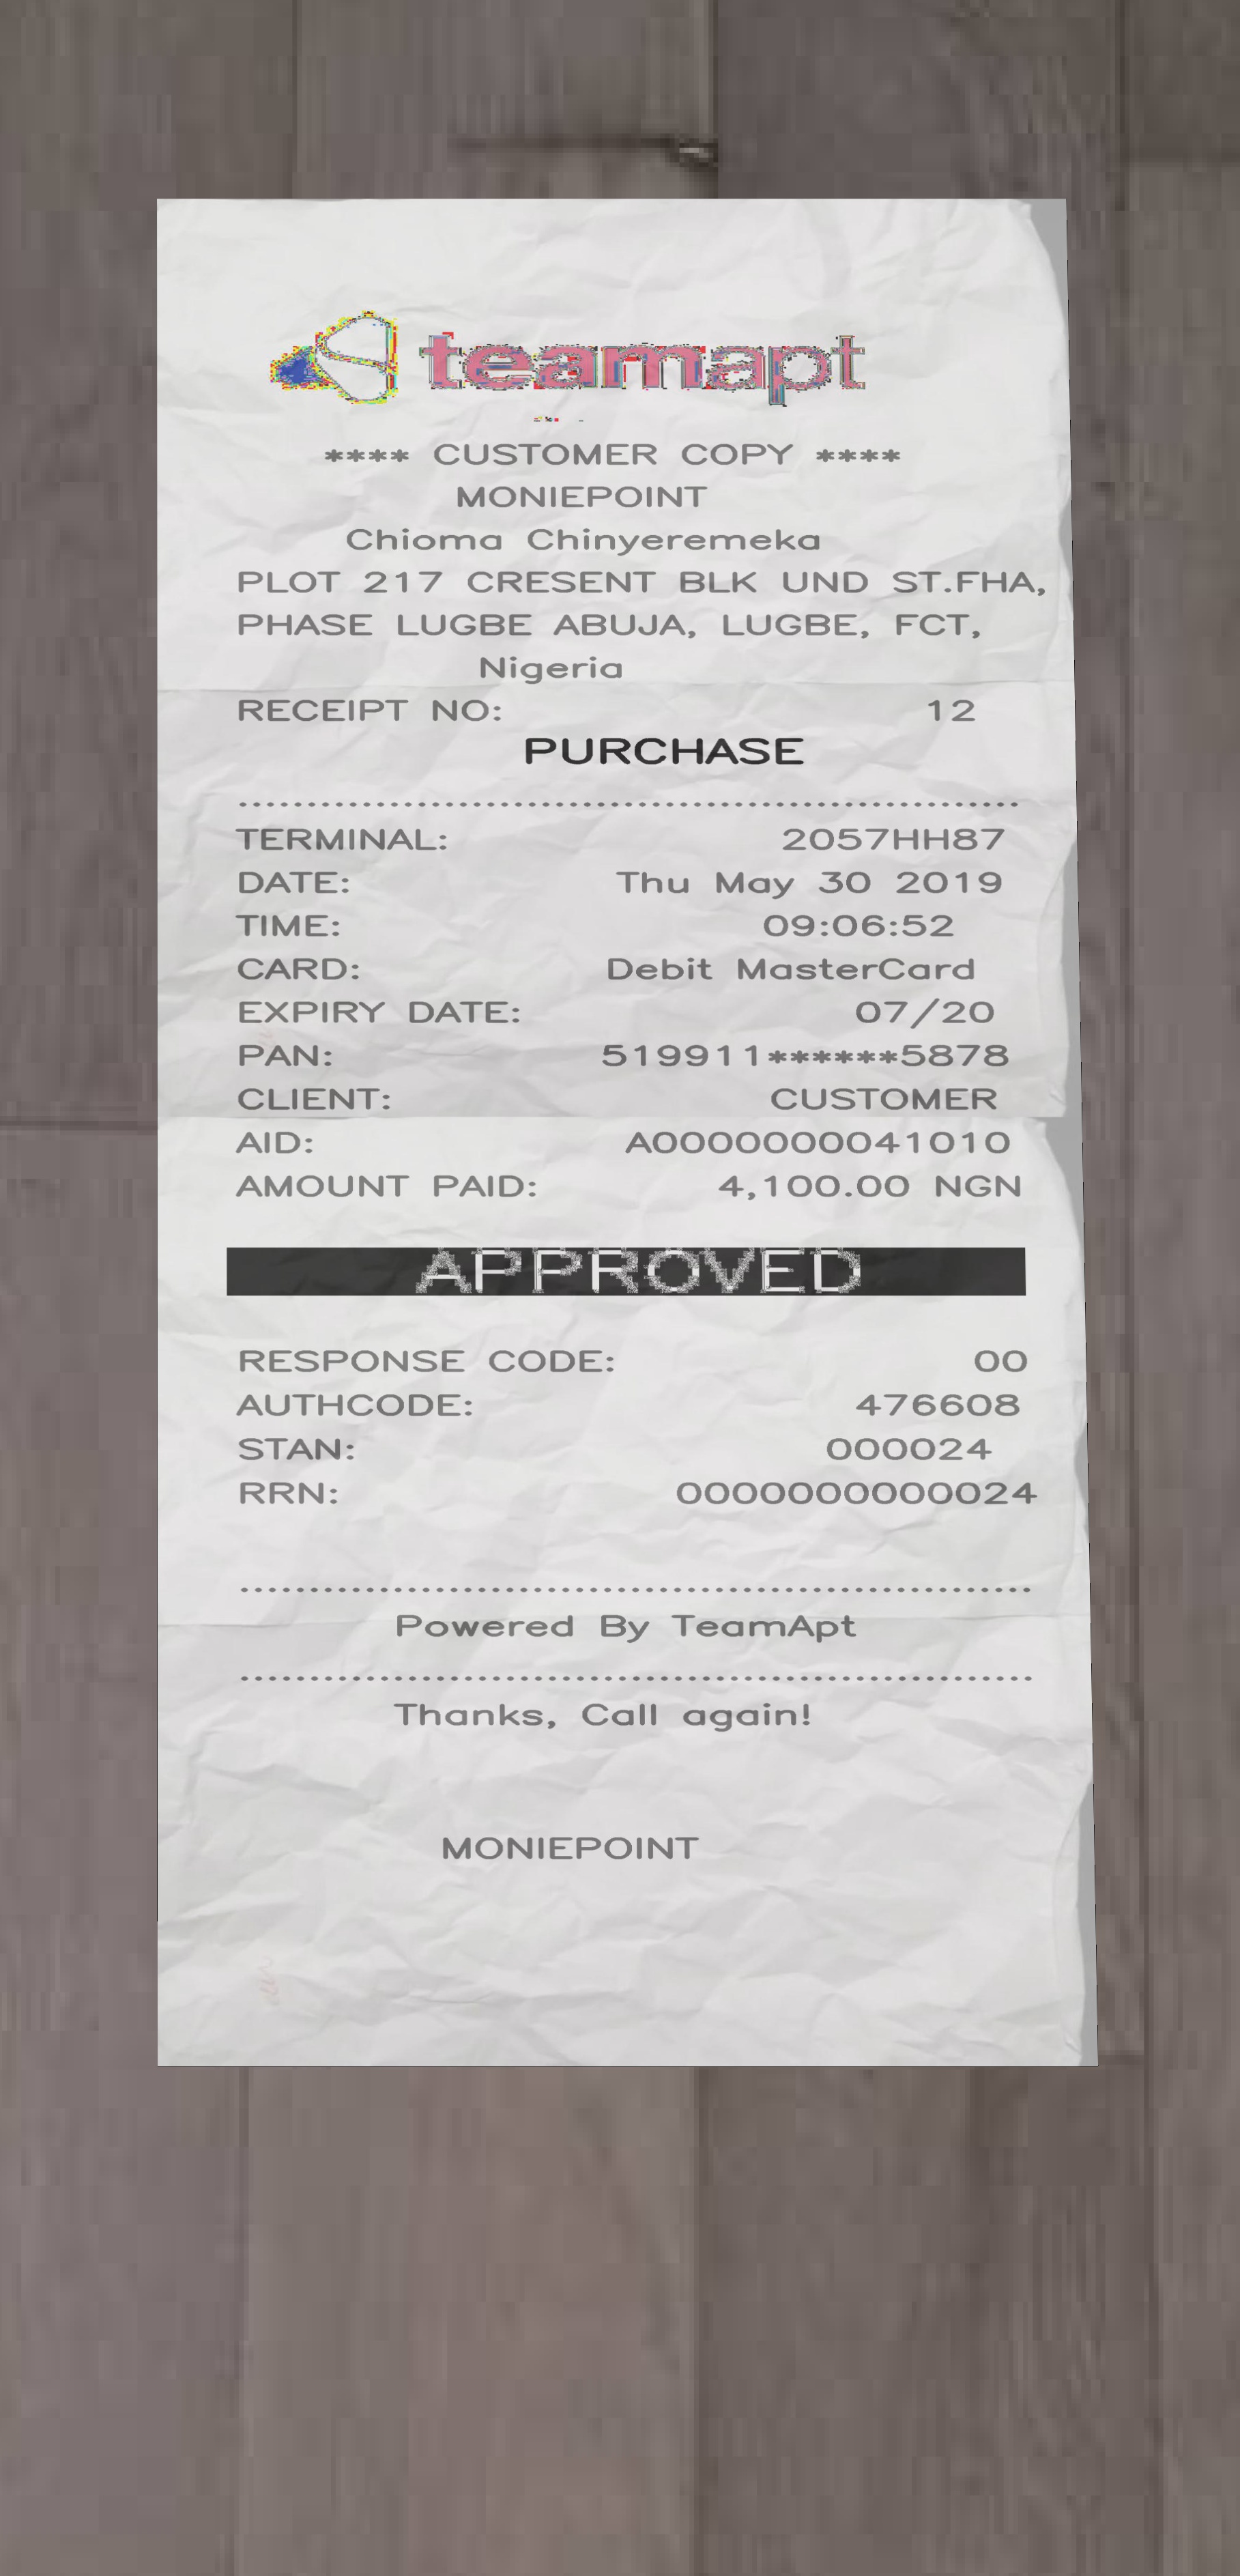 teamapt
**** CUSTOMER COPY ****
MONIEPOINT
Chioma Chinyeremeka
PLOT 217 CRESENT BLK UND ST.FHA,
PHASE LUGBE ABUJA, LUGBE, FCT,
Nigeria
RECEIPT NO: 12
PURCHASE
TERMINAL: 2057HH87
DATE: Thu May 30 2019
TIME: 09:06:52
CARD: Debit MasterCard
EXPIRY DATE: 07/20
PAN: 519911******5878
CLIENT: CUSTOMER
AID: A0000000041010
AMOUNT PAID: 4,100.00 NGN
APPROVED
RESPONSE CODE: 00
AUTHCODE: 476608
STAN: 000024
RRN: 0000000000024
Powered By TeamApt
Thanks, Call again!
MONIEPOINT